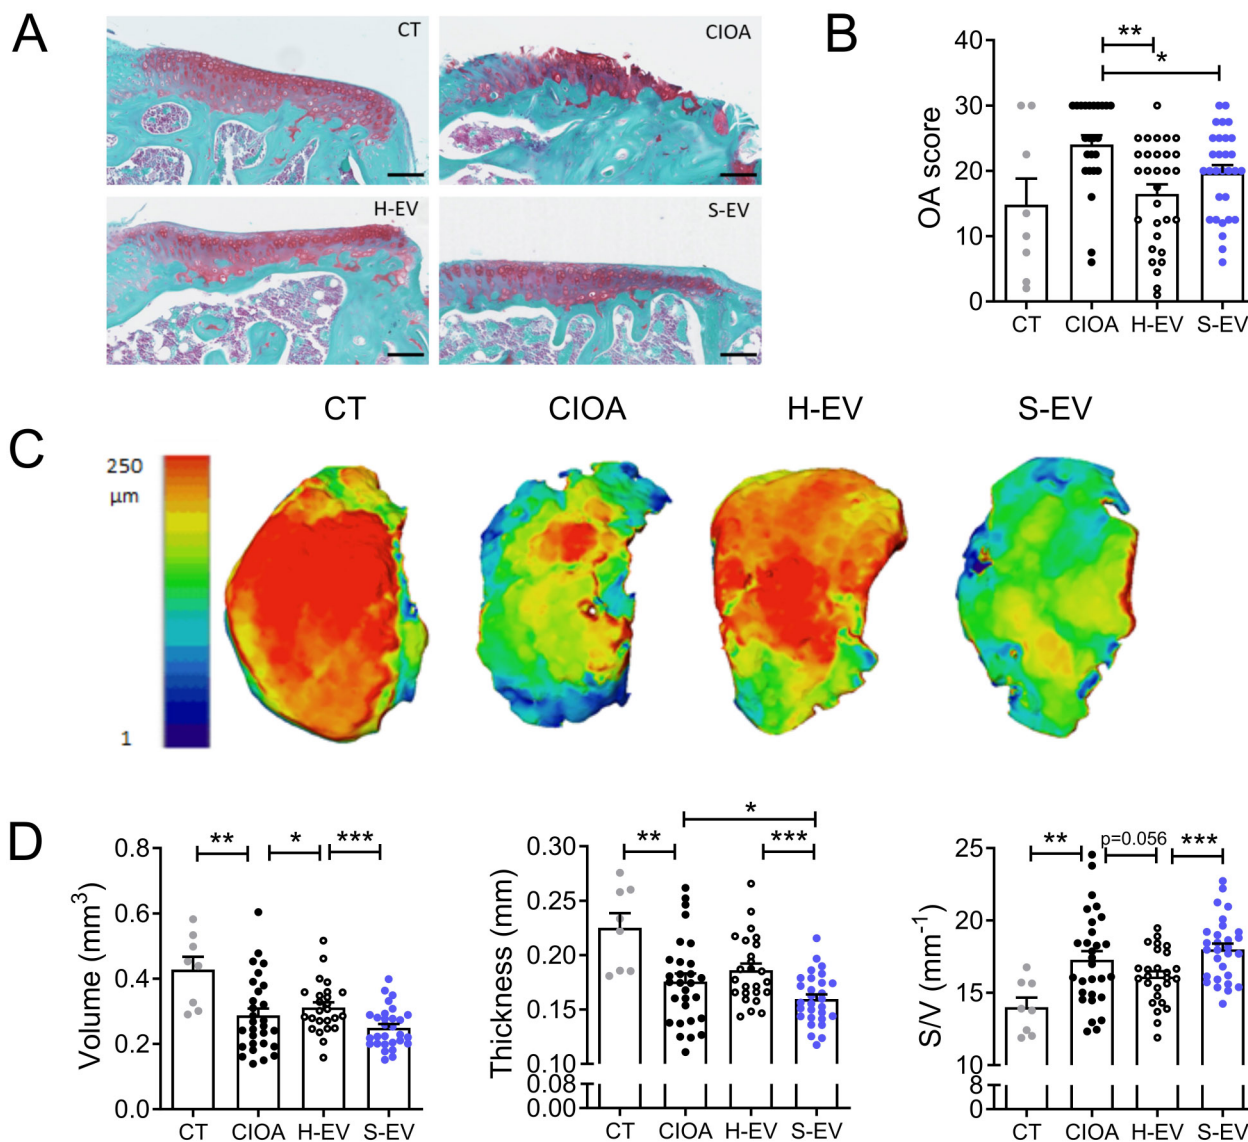 A
CT
CIOA
H-EV
S-EV
B
OA score
40
30
20
10
0
**
*
CT
CIOA
H-EV
S-EV
C
CT
CIOA
H-EV
S-EV
250
µm
1
D
Volume (mm³)
0.8
0.6
0.4
0.2
0.0
**
*
***
CT
CIOA
H-EV
S-EV
Thickness (mm)
0.30
0.25
0.20
0.15
0.10
0.08
0.00
*
**
***
CT
CIOA
H-EV
S-EV
S/V (mm⁻¹)
25
20
15
10
8
0
**
p=0.056
***
CT
CIOA
H-EV
S-EV